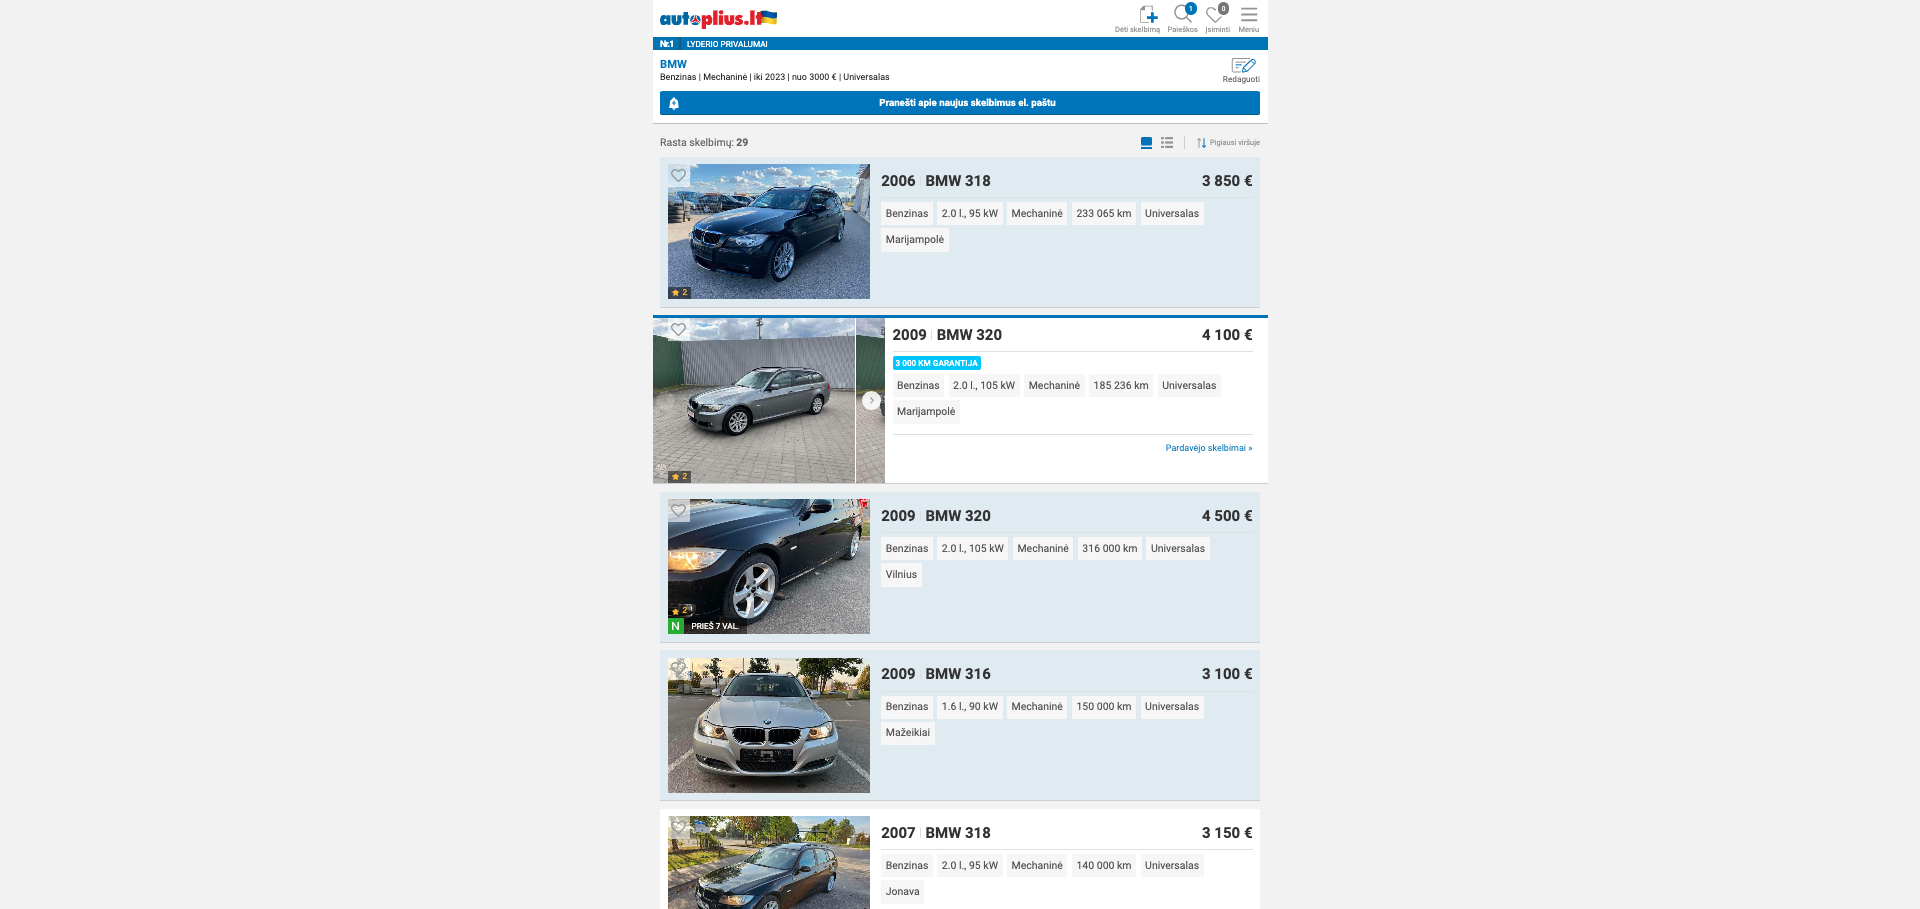 autoplius.lt
Dėti skelbimą
1
Paieškos
0
Įsiminti
Meniu
Nr.1 LYDERIO PRIVALUMAI
BMW
Benzinas | Mechaninė | iki 2023 | nuo 3000 € | Universalas
Redaguoti
Pranešti apie naujus skelbimus el. paštu
Rasta skelbimų: 29
Pigiausi viršuje
2006 BMW 318 3 850 €
Benzinas 2.0 l., 95 kW Mechaninė 233 065 km Universalas
Marijampolė
2
2009 BMW 320 4 100 €
3 000 KM GARANTIJA
Benzinas 2.0 l., 105 kW Mechaninė 185 236 km Universalas
Marijampolė
Pardavėjo skelbimai »
2
2009 BMW 320 4 500 €
Benzinas 2.0 l., 105 kW Mechaninė 316 000 km Universalas
Vilnius
2
N PRIEŠ 7 VAL.
2009 BMW 316 3 100 €
Benzinas 1.6 l., 90 kW Mechaninė 150 000 km Universalas
Mažeikiai
2007 BMW 318 3 150 €
Benzinas 2.0 l., 95 kW Mechaninė 140 000 km Universalas
Jonava